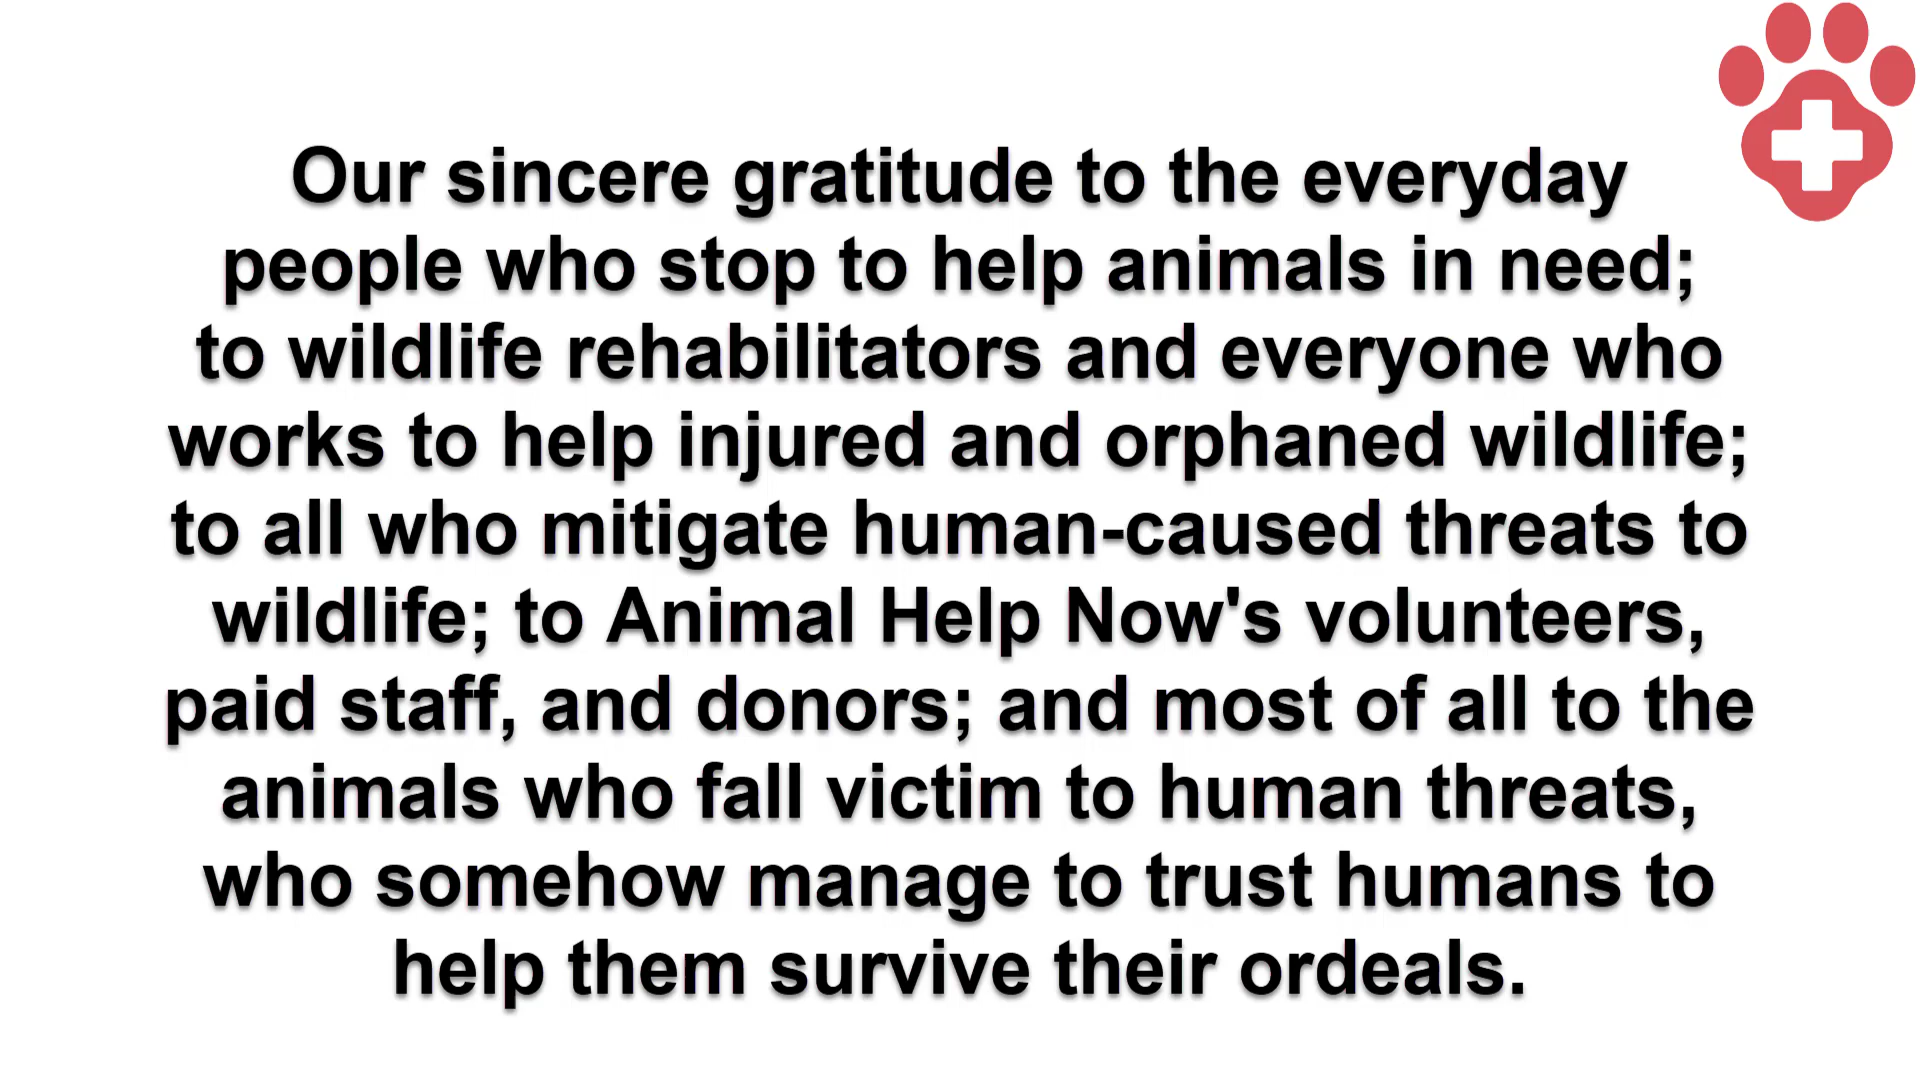 Our sincere gratitude to the everyday
people who stop to help animals in need;
to wildlife rehabilitators and everyone who
works to help injured and orphaned wildlife;
to all who mitigate human-caused threats to
wildlife; to Animal Help Now's volunteers,
paid staff, and donors; and most of all to the
animals who fall victim to human threats,
who somehow manage to trust humans to
help them survive their ordeals.